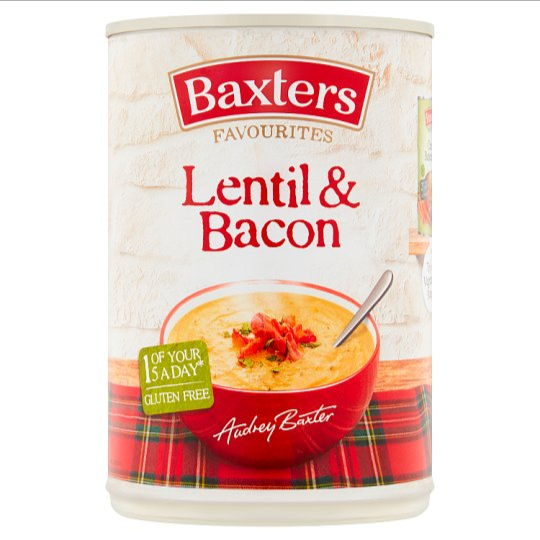 Baxters
FAVOURITES
Lentil &
Bacon
1 OF YOUR
5 A DAY*
GLUTEN FREE
Audrey Baxter